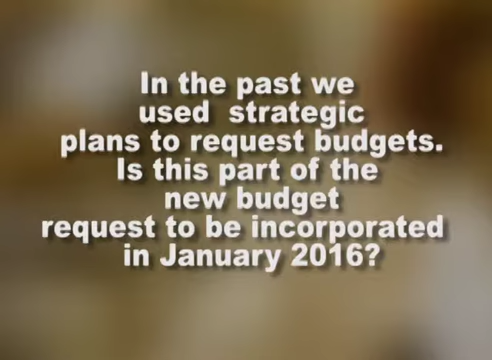 In the past we
used strategic
plans to request budgets.
Is this part of the
new budget
request to be incorporated
in January 2016?